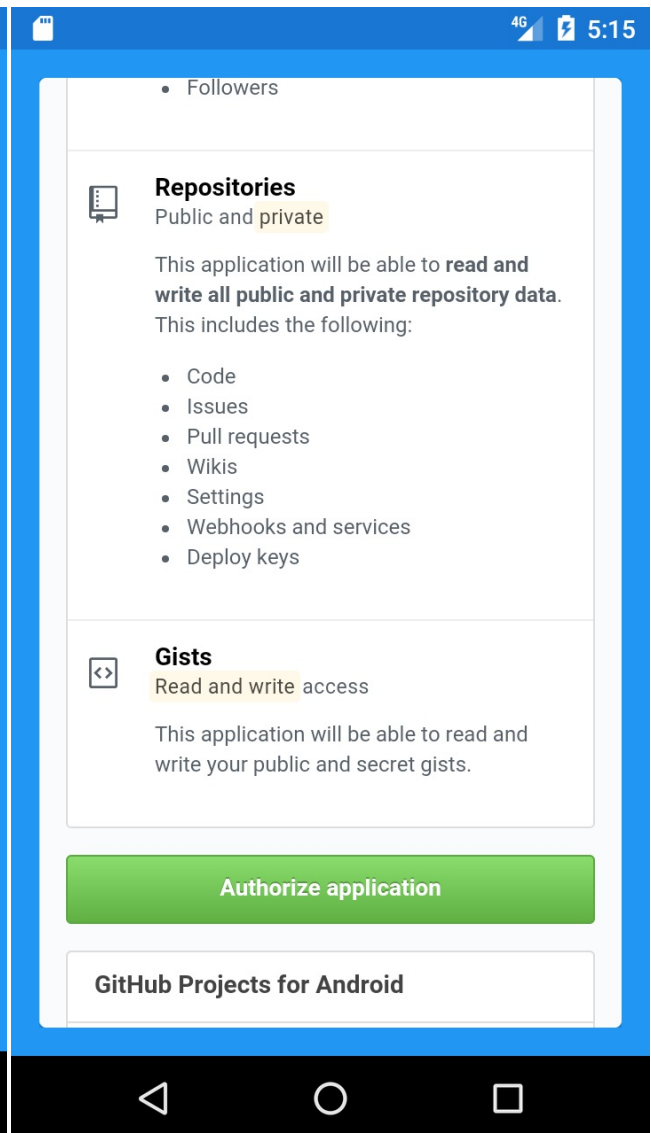 4G 5:15
Followers
Repositories
Public and private
This application will be able to read and
write all public and private repository data.
This includes the following:
Code
Issues
Pull requests
Wikis
Settings
Webhooks and services
Deploy keys
Gists
Read and write access
This application will be able to read and
write your public and secret gists.
Authorize application
GitHub Projects for Android